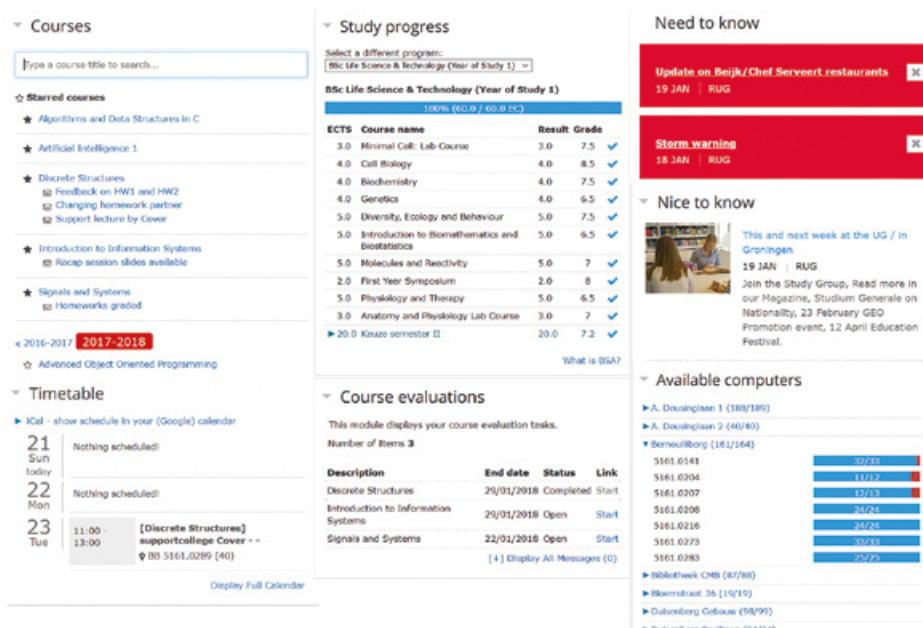 Courses
Type a course title to search...
Starred courses
Algorithms and Data Structures in C
Artificial Intelligence 1
Discrete Structures
Feedback on HW1 and HW2
Changing homework partner
Support lecture by Cover
Introduction to Information Systems
Recap session slides available
Signals and Systems
Homeworks graded
« 2016-2017 2017-2018
Advanced Object Oriented Programming
Timetable
ICal - show schedule in your (Google) calendar
21 Sun today
Nothing scheduled!
22 Mon
Nothing scheduled!
23 Tue
11:00 - 13:00
[Discrete Structures]
supportcollege Cover - -
BB 5161.0289 (40)
Display Full Calendar
Study progress
Select a different program:
BSc Life Science & Technology (Year of Study 1)
BSc Life Science & Technology (Year of Study 1)
100% (60.0 / 60.0 EC)
ECTS Course name Result Grade
3.0 Minimal Cell: Lab Course 3.0 7.5
4.0 Cell Biology 4.0 8.5
4.0 Biochemistry 4.0 7.5
4.0 Genetics 4.0 6.5
5.0 Diversity, Ecology and Behaviour 5.0 7.5
5.0 Introduction to Biomathematics and 5.0 6.5
Biostatistics
5.0 Molecules and Reactivity 5.0 7
2.0 First Year Symposium 2.0 8
5.0 Physiology and Therapy 5.0 6.5
3.0 Anatomy and Physiology Lab Course 3.0 7
20.0 Keuze semester II 20.0 7.2
What is BSA?
Course evaluations
This module displays your course evaluation tasks.
Number of Items 3
Description End date Status Link
Discrete Structures 29/01/2018 Completed Start
Introduction to Information 29/01/2018 Open Start
Systems
Signals and Systems 22/01/2018 Open Start
[+] Display All Messages (0)
Need to know
Update on Beijk/Chef Serveert restaurants
19 JAN | RUG
Storm warning
18 JAN | RUG
Nice to know
This and next week at the UG / in
Groningen
19 JAN | RUG
Join the Study Group, Read more in
our Magazine, Studium Generale on
Nationality, 23 February GEO
Promotion event, 12 April Education
Festival.
Available computers
A. Deusinglaan 1 (188/189)
A. Deusinglaan 2 (40/40)
Bernoulliborg (161/164)
5161.0141 32/33
5161.0204 11/12
5161.0207 12/13
5161.0208 24/24
5161.0216 24/24
5161.0273 33/33
5161.0283 25/25
Bibliotheek CMB (87/88)
Bloemstraat 36 (19/19)
Duisenberg Gebouw (98/99)